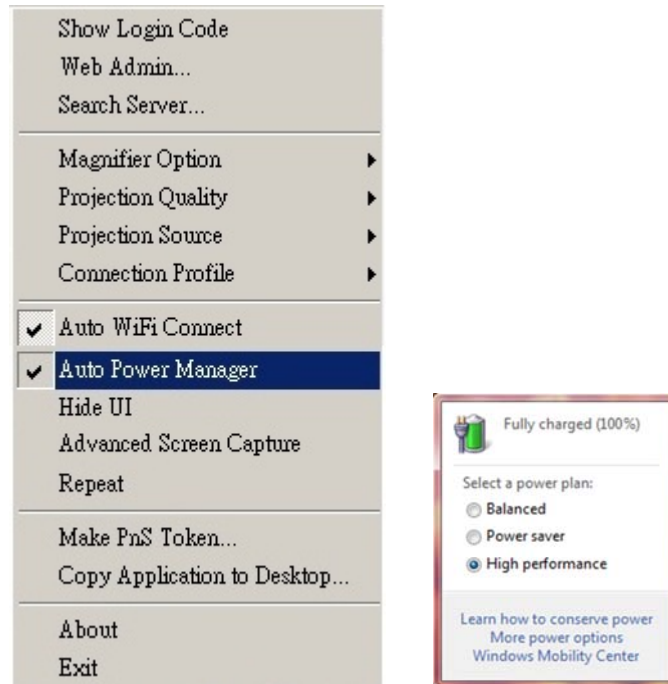 Show Login Code
Web Admin...
Search Server...
Magnifier Option
Projection Quality
Projection Source
Connection Profile
Auto WiFi Connect
Auto Power Manager
Hide UI
Advanced Screen Capture
Repeat
Make PnS Token...
Copy Application to Desktop...
About
Exit
Fully charged (100%)
Select a power plan:
Balanced
Power saver
High performance
Learn how to conserve power
More power options
Windows Mobility Center